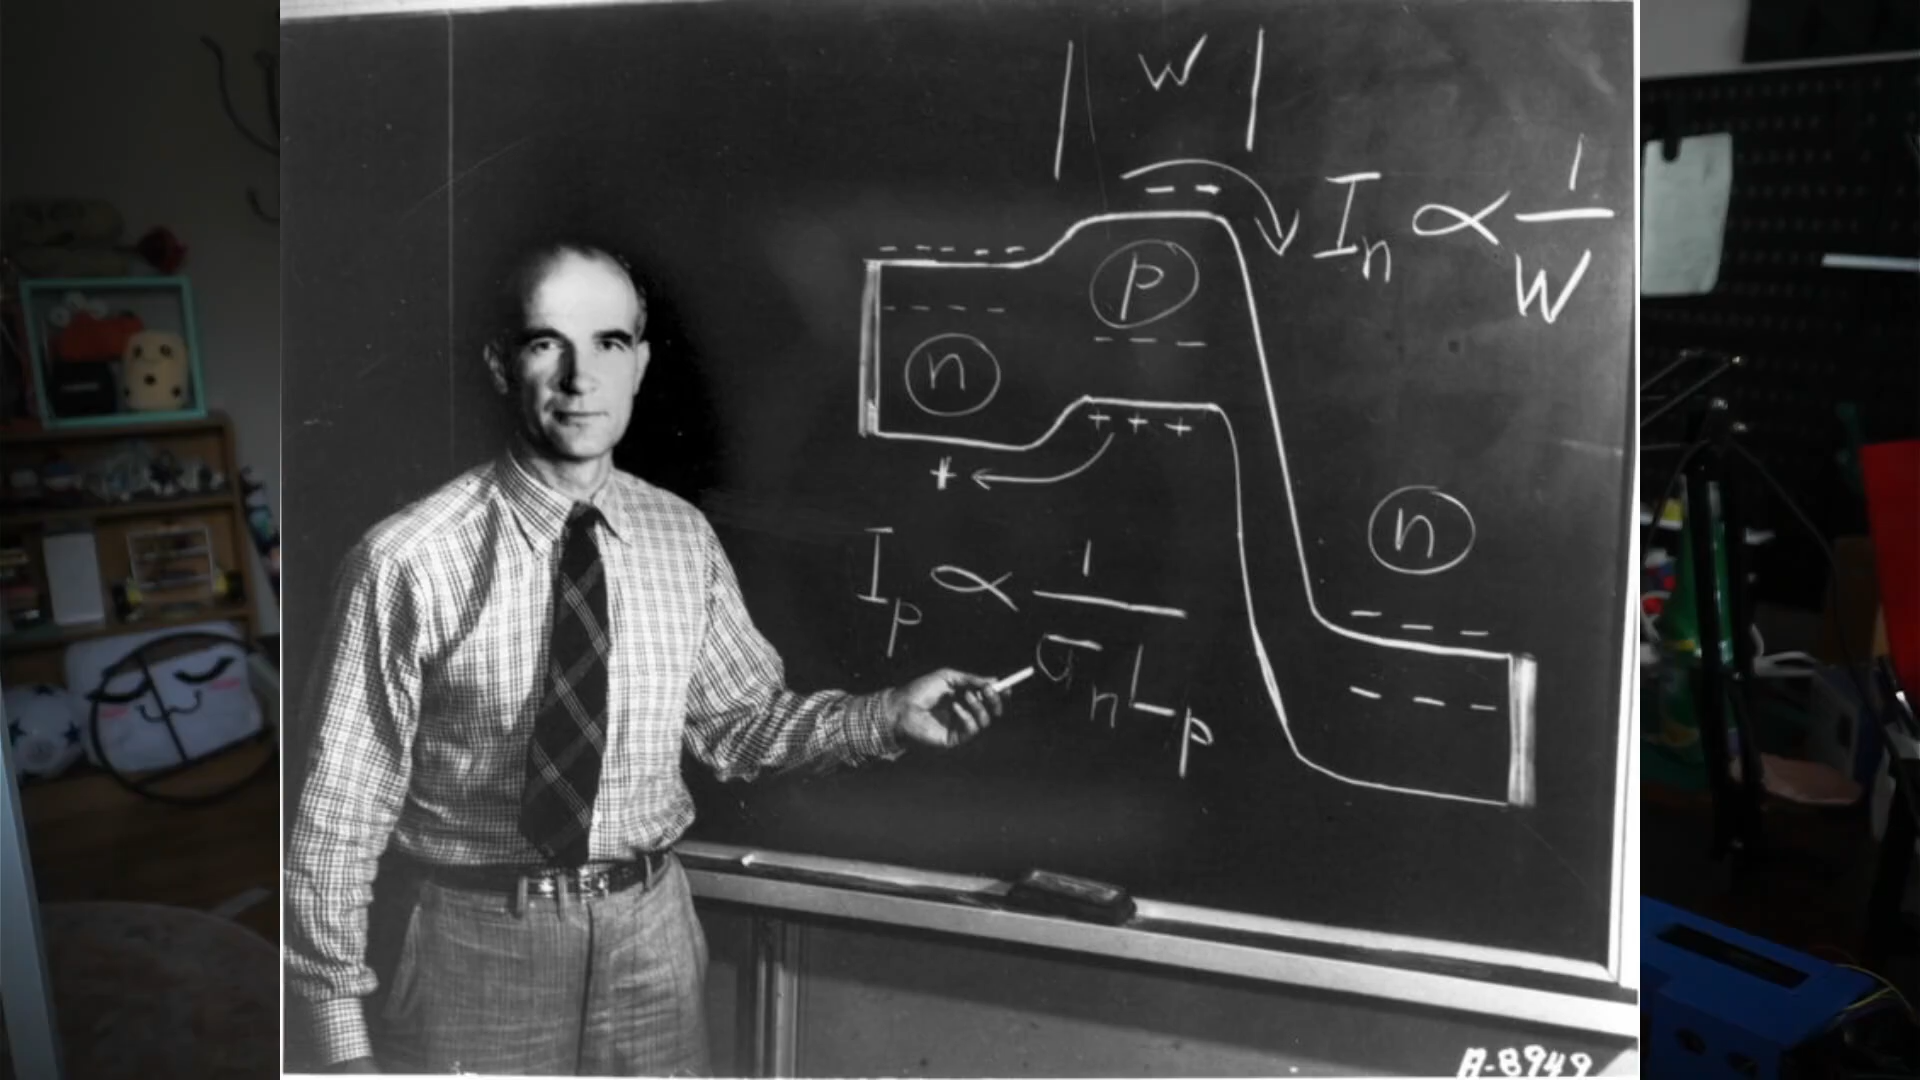 W
I_n ∝ 1/W
p
n
+ + +
+
n
I_p ∝ 1/(σ_n L_p)
A-8949